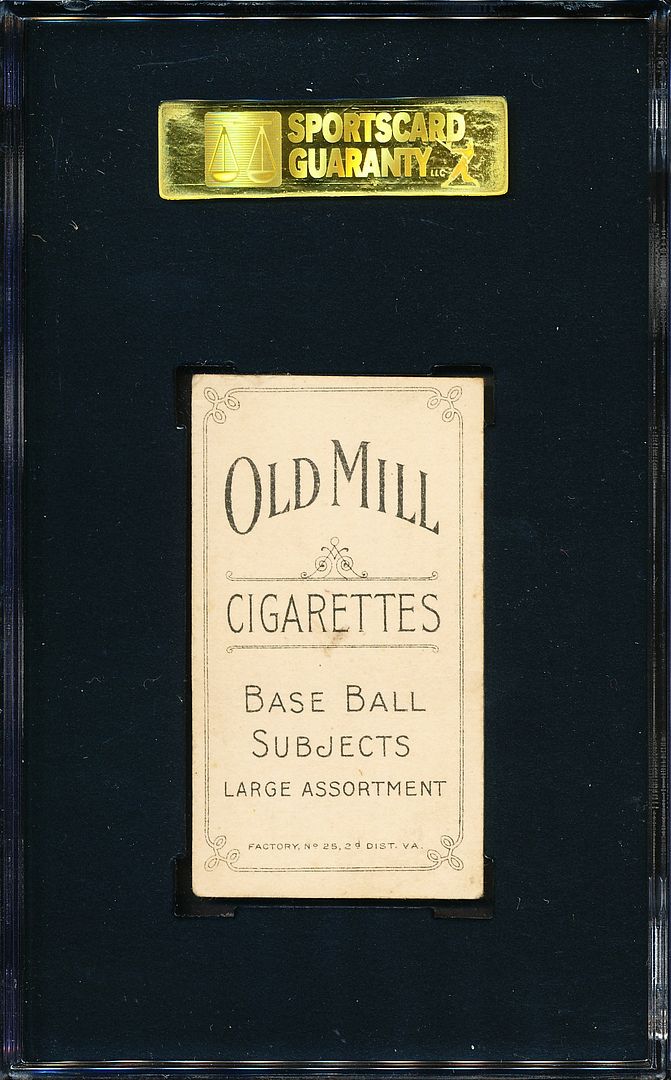 SPORTSCARD
GUARANTY LLC
OLD MILL
CIGARETTES
BASE BALL
SUBJECTS
LARGE ASSORTMENT
FACTORY, Nº 25, 2d DIST. VA.